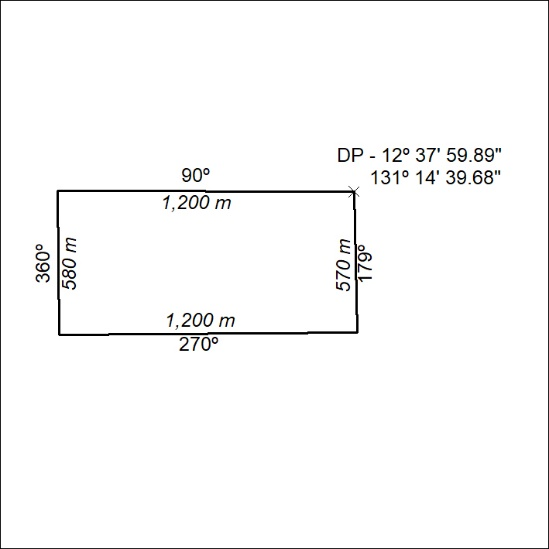 DP - 12º 37' 59.89"
131º 14' 39.68"
90º
1,200 m
360º
580 m
570 m
179º
1,200 m
270º